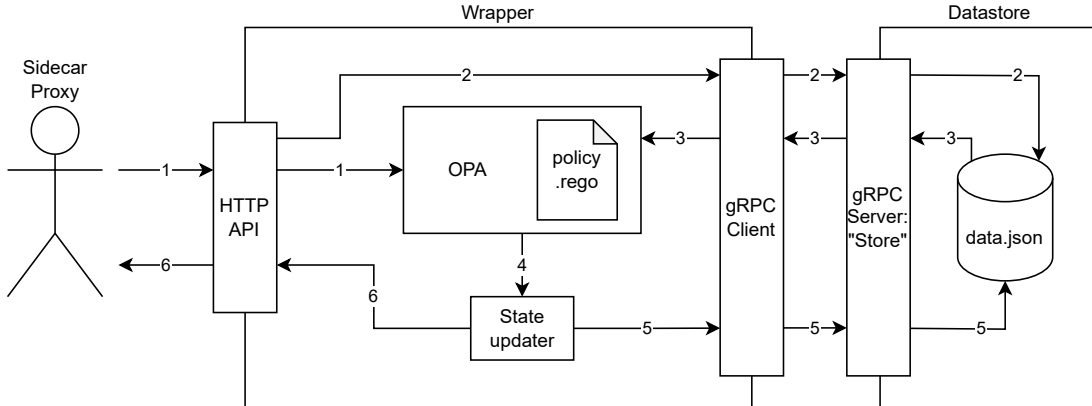 Wrapper
Datastore
Sidecar
Proxy
2
2
2
3
3
3
policy
.rego
OPA
1
1
HTTP
API
gRPC
Client
gRPC
Server:
"Store"
data.json
4
6
6
State
updater
5
5
5